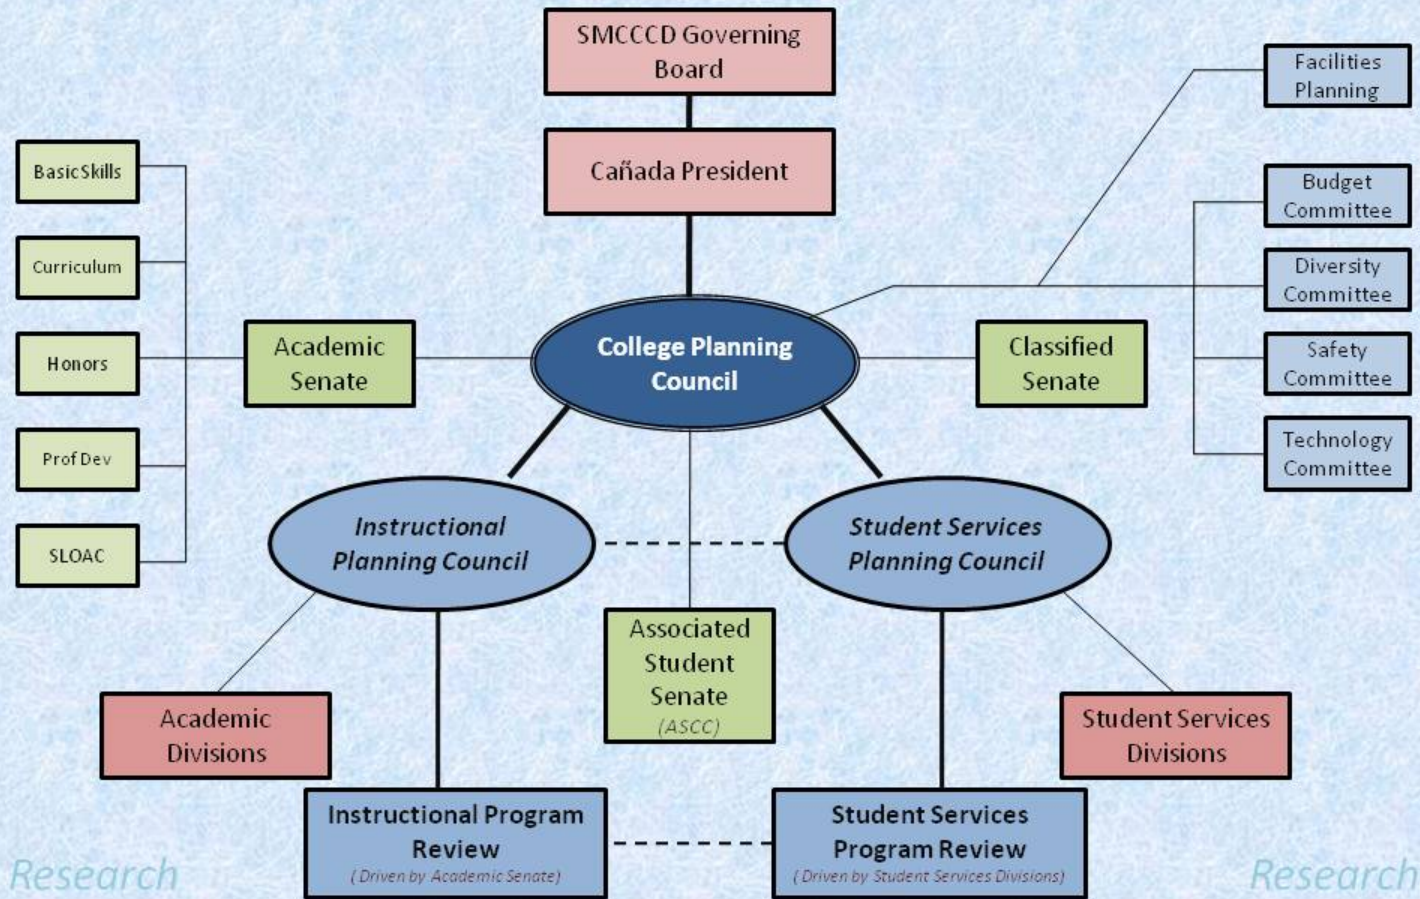 SMCCCD Governing
Board
Cañada President
Facilities
Planning
Budget
Committee
Diversity
Committee
Safety
Committee
Technology
Committee
Basic Skills
Curriculum
Honors
Prof Dev
SLOAC
Academic
Senate
College Planning
Council
Classified
Senate
Instructional
Planning Council
Student Services
Planning Council
Associated
Student
Senate
(ASCC)
Academic
Divisions
Student Services
Divisions
Instructional Program
Review
( Driven by Academic Senate)
Student Services
Program Review
( Driven by Student Services Divisions)
Research
Research